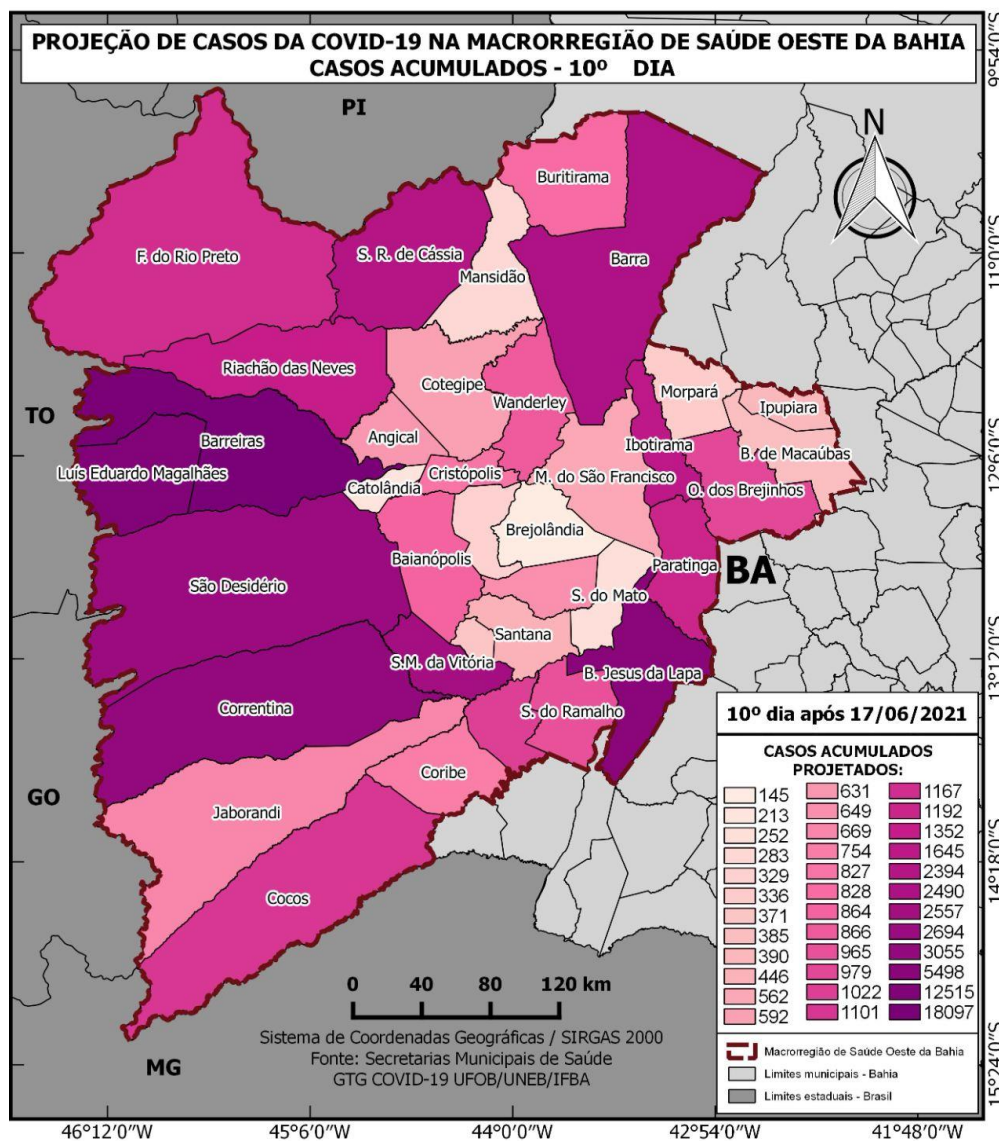 PROJEÇÃO DE CASOS DA COVID-19 NA MACRORREGIÃO DE SAÚDE OESTE DA BAHIA
CASOS ACUMULADOS - 10º DIA
PI
N
Buritirama
F. do Rio Preto
S. R. de Cássia
Barra
Mansidão
Riachão das Neves
Cotegipe
Wanderley
Morpará
Ipupiara
TO
Barreiras
Angical
Ibotirama
B. de Macaúbas
Luís Eduardo Magalhães
Catolândia
Cristópolis
M. do São Francisco
O. dos Brejinhos
Brejolândia
Baianópolis
Paratinga
BA
São Desidério
S. do Mato
Santana
S.M. da Vitória
B. Jesus da Lapa
Correntina
S. do Ramalho
GO
Coribe
Jaborandi
Cocos
MG
10º dia após 17/06/2021
CASOS ACUMULADOS
PROJETADOS:
145
213
252
283
329
336
371
385
390
446
562
592
631
649
669
754
827
828
864
866
965
979
1022
1101
1167
1192
1352
1645
2394
2490
2557
2694
3055
5498
12515
18097
Macrorregião de Saúde Oeste da Bahia
Limites municipais - Bahia
Limites estaduais - Brasil
0 40 80 120 km
Sistema de Coordenadas Geográficas / SIRGAS 2000
Fonte: Secretarias Municipais de Saúde
GTG COVID-19 UFOB/UNEB/IFBA
9°54′0″S
11°0′0″S
12°6′0″S
13°12′0″S
14°18′0″S
15°24′0″S
46°12′0″W
45°6′0″W
44°0′0″W
42°54′0″W
41°48′0″W